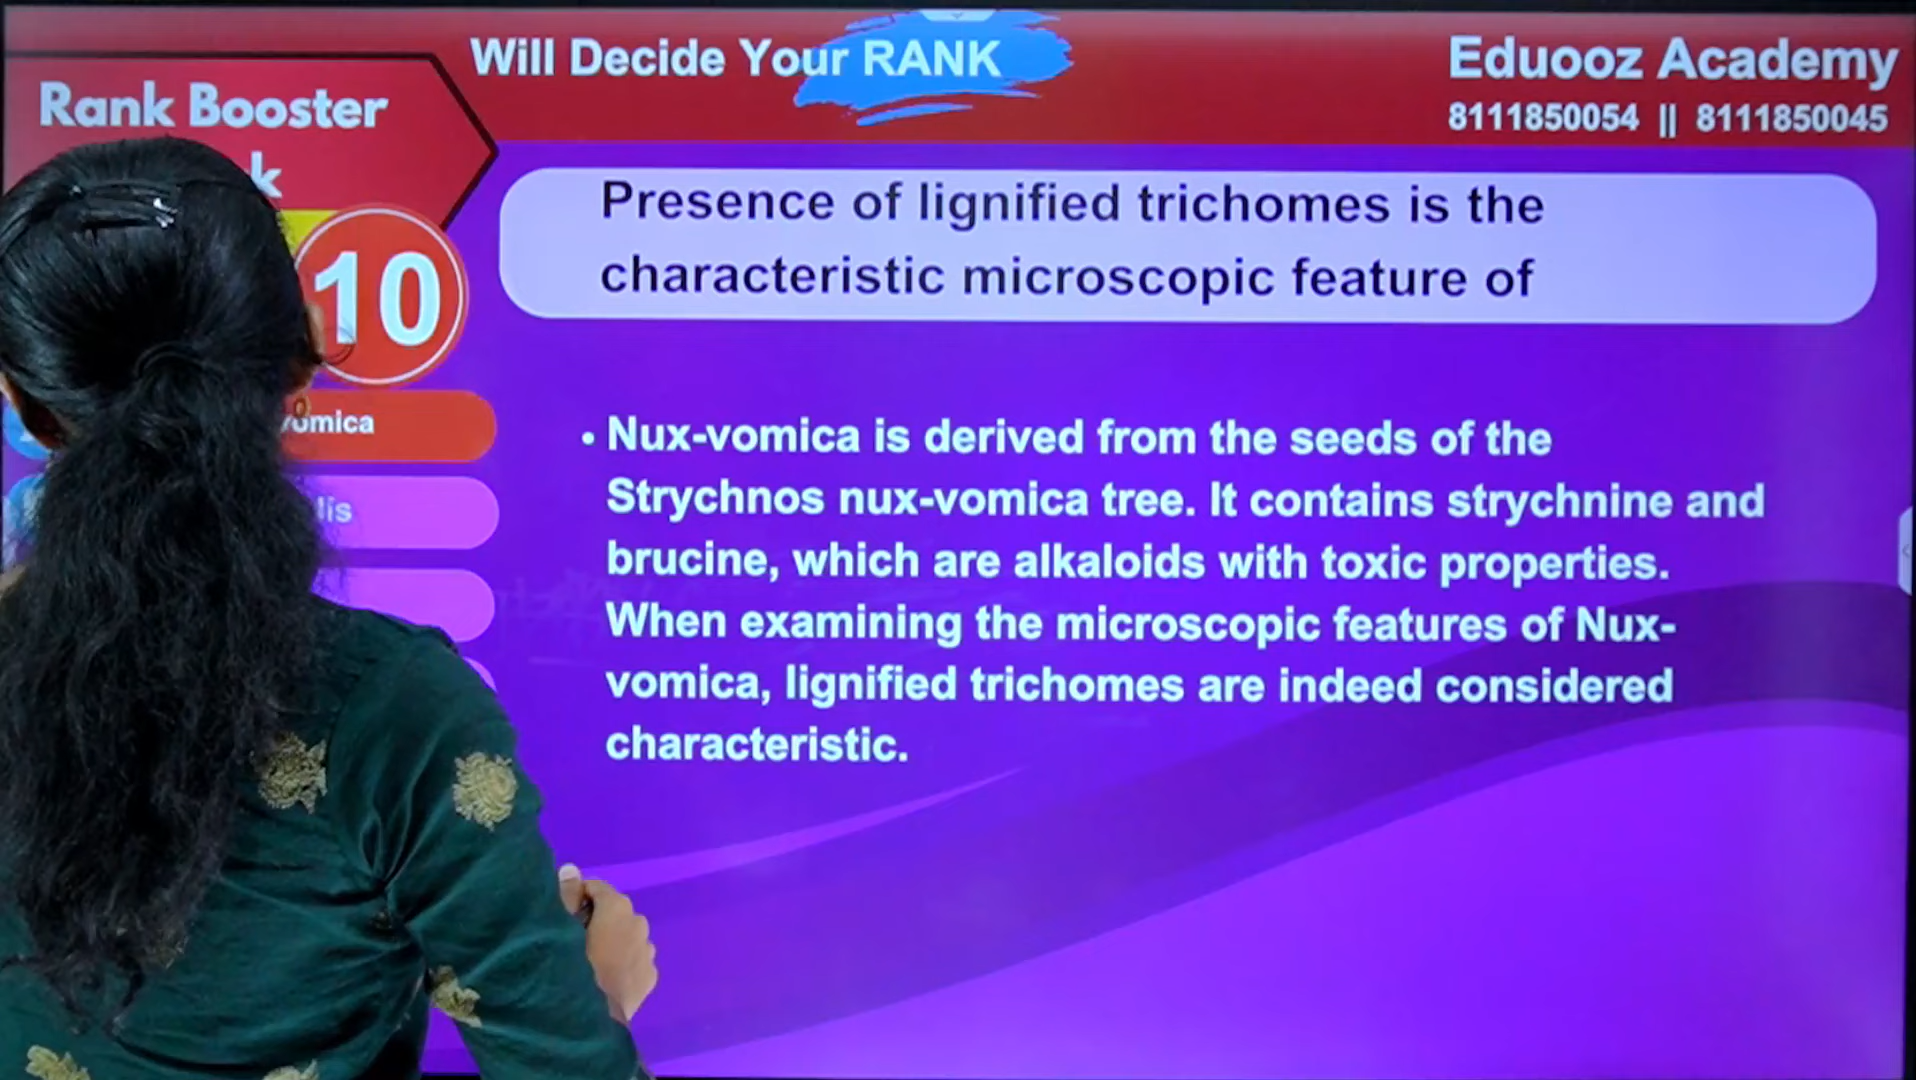 Will Decide Your RANK
Eduooz Academy
8111850054 || 8111850045
Rank Booster
k
10
Presence of lignified trichomes is the
characteristic microscopic feature of
vomica
lis
• Nux-vomica is derived from the seeds of the
Strychnos nux-vomica tree. It contains strychnine and
brucine, which are alkaloids with toxic properties.
When examining the microscopic features of Nux-
vomica, lignified trichomes are indeed considered
characteristic.